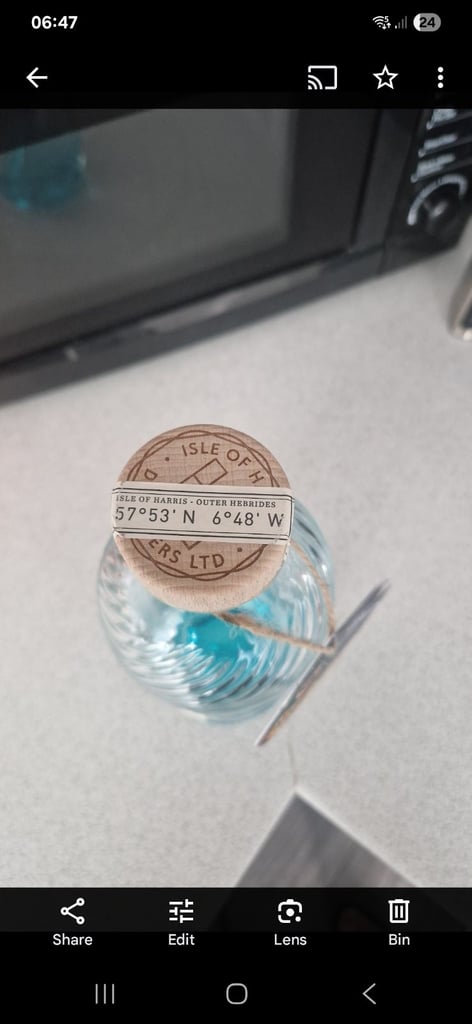 06:47
24
ISLE OF H
ISLE OF HARRIS - OUTER HEBRIDES
57°53' N 6°48' W
ERS LTD
Share Edit Lens Bin